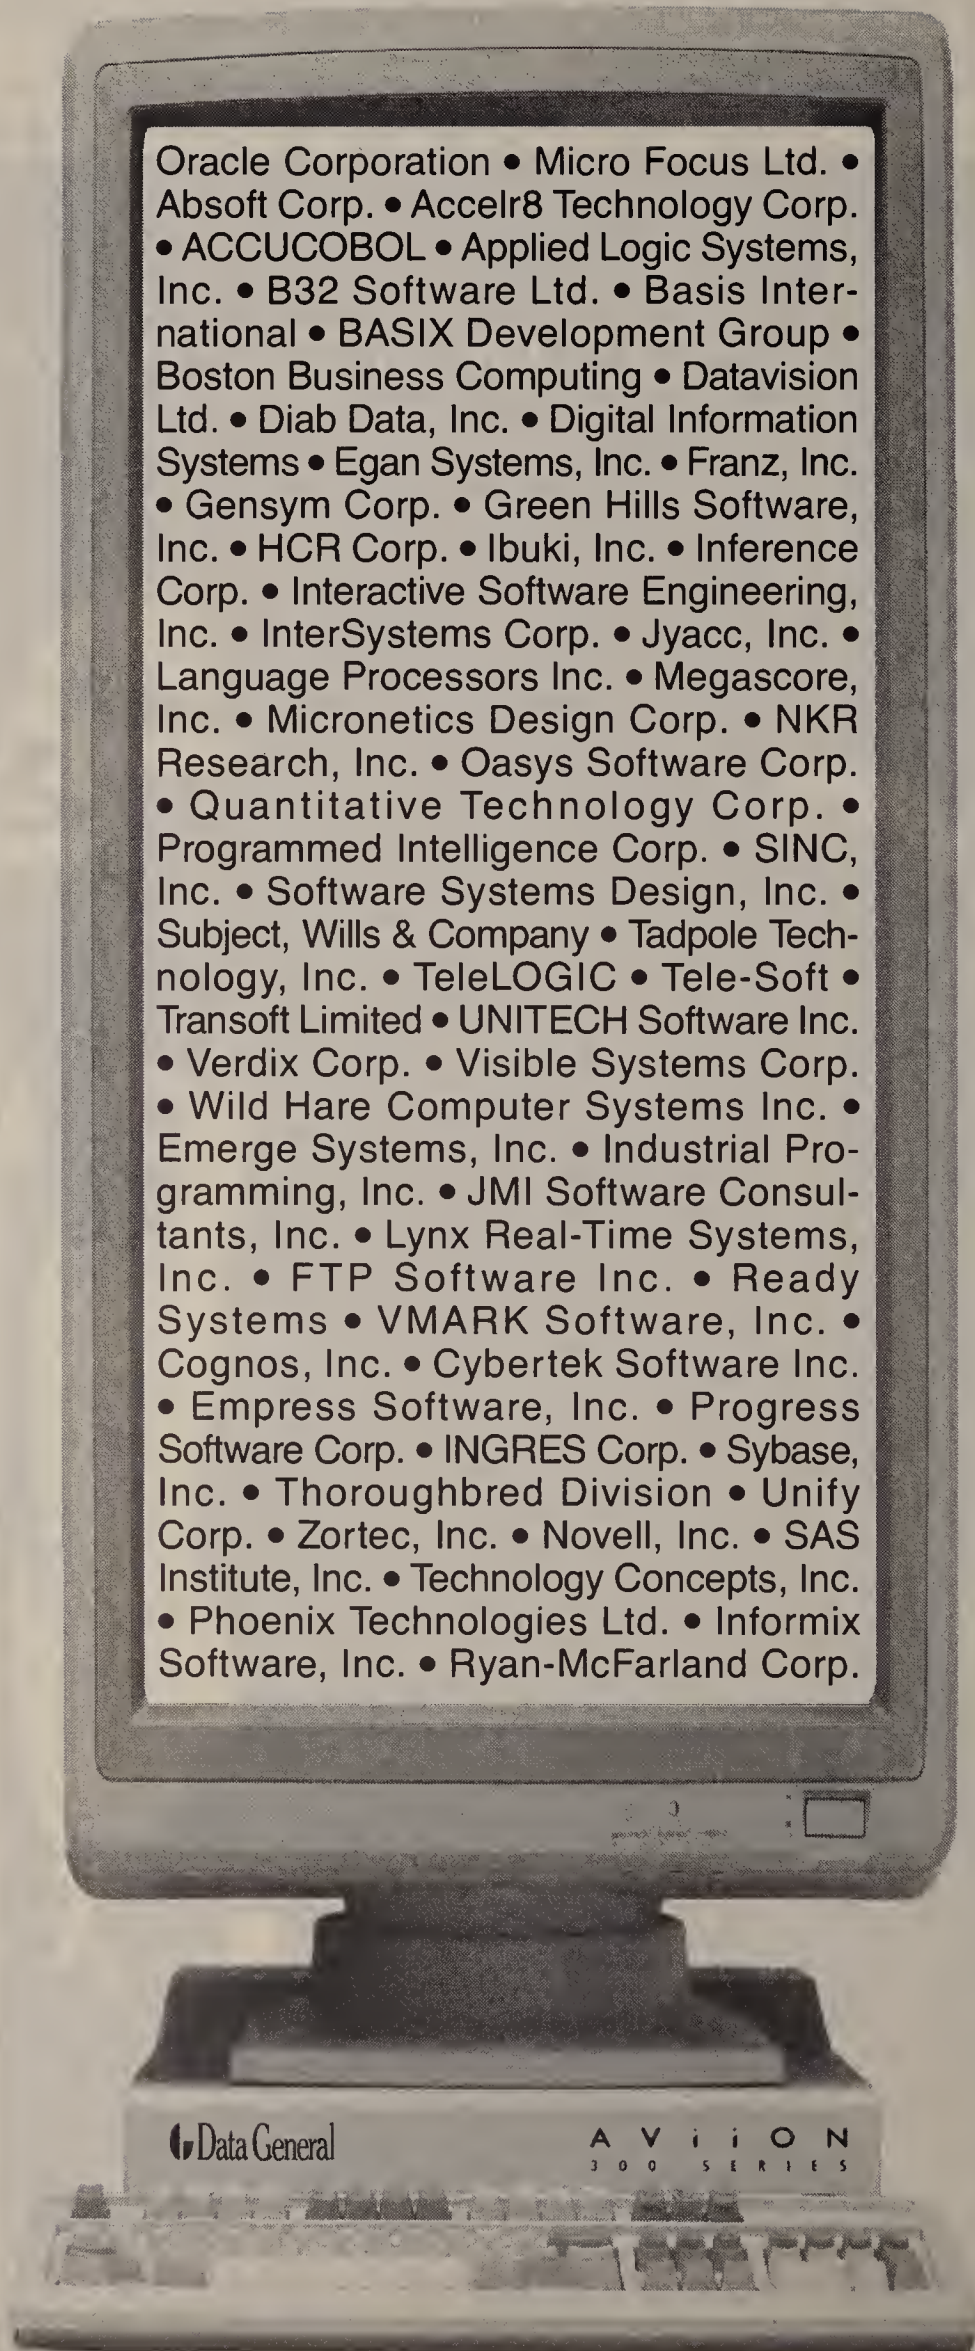 Oracle Corporation • Micro Focus Ltd. •
Absoft Corp. • Accelr8 Technology Corp.
• ACCUCOBOL • Applied Logic Systems,
Inc. • B32 Software Ltd. • Basis Inter-
national • BASIX Development Group •
Boston Business Computing • Datavision
Ltd. • Diab Data, Inc. • Digital Information
Systems • Egan Systems, Inc. • Franz, Inc.
• Gensym Corp. • Green Hills Software,
Inc. • HCR Corp. • Ibuki, Inc. • Inference
Corp. • Interactive Software Engineering,
Inc. • InterSystems Corp. • Jyacc, Inc. •
Language Processors Inc. • Megascore,
Inc. • Micronetics Design Corp. • NKR
Research, Inc. • Oasys Software Corp.
• Quantitative Technology Corp. •
Programmed Intelligence Corp. • SINC,
Inc. • Software Systems Design, Inc. •
Subject, Wills & Company • Tadpole Tech-
nology, Inc. • TeleLOGIC • Tele-Soft •
Transoft Limited • UNITECH Software Inc.
• Verdix Corp. • Visible Systems Corp.
• Wild Hare Computer Systems Inc. •
Emerge Systems, Inc. • Industrial Pro-
gramming, Inc. • JMI Software Consul-
tants, Inc. • Lynx Real-Time Systems,
Inc. • FTP Software Inc. • Ready
Systems • VMARK Software, Inc. •
Cognos, Inc. • Cybertek Software Inc.
• Empress Software, Inc. • Progress
Software Corp. • INGRES Corp. • Sybase,
Inc. • Thoroughbred Division • Unify
Corp. • Zortec, Inc. • Novell, Inc. • SAS
Institute, Inc. • Technology Concepts, Inc.
• Phoenix Technologies Ltd. • Informix
Software, Inc. • Ryan-McFarland Corp.
Data General
AViiON
300 SERIES